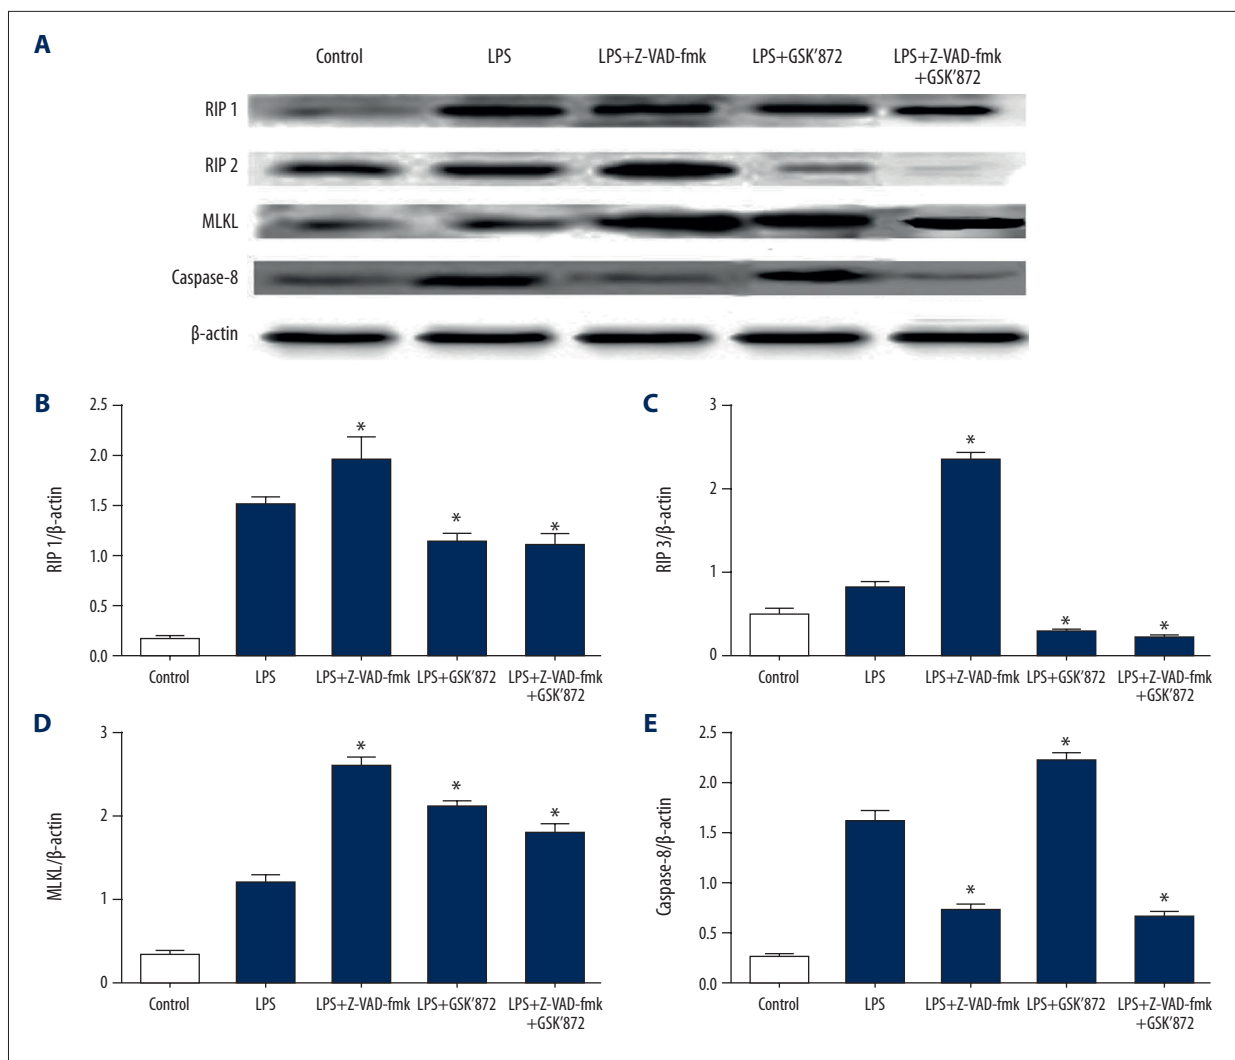 A
Control LPS LPS+Z-VAD-fmk LPS+GSK'872 LPS+Z-VAD-fmk
+GSK'872
RIP 1
RIP 2
MLKL
Caspase-8
β-actin
B
2.5
2.0
1.5
1.0
0.5
0.0
RIP 1/β-actin
* * *
Control LPS LPS+Z-VAD-fmk LPS+GSK'872 LPS+Z-VAD-fmk
+GSK'872
C
3
2
1
0
RIP 3/β-actin
* * *
Control LPS LPS+Z-VAD-fmk LPS+GSK'872 LPS+Z-VAD-fmk
+GSK'872
D
3
2
1
0
MLKL/β-actin
* * *
Control LPS LPS+Z-VAD-fmk LPS+GSK'872 LPS+Z-VAD-fmk
+GSK'872
E
2.5
2.0
1.5
1.0
0.5
0.0
Caspase-8/β-actin
* * *
Control LPS LPS+Z-VAD-fmk LPS+GSK'872 LPS+Z-VAD-fmk
+GSK'872